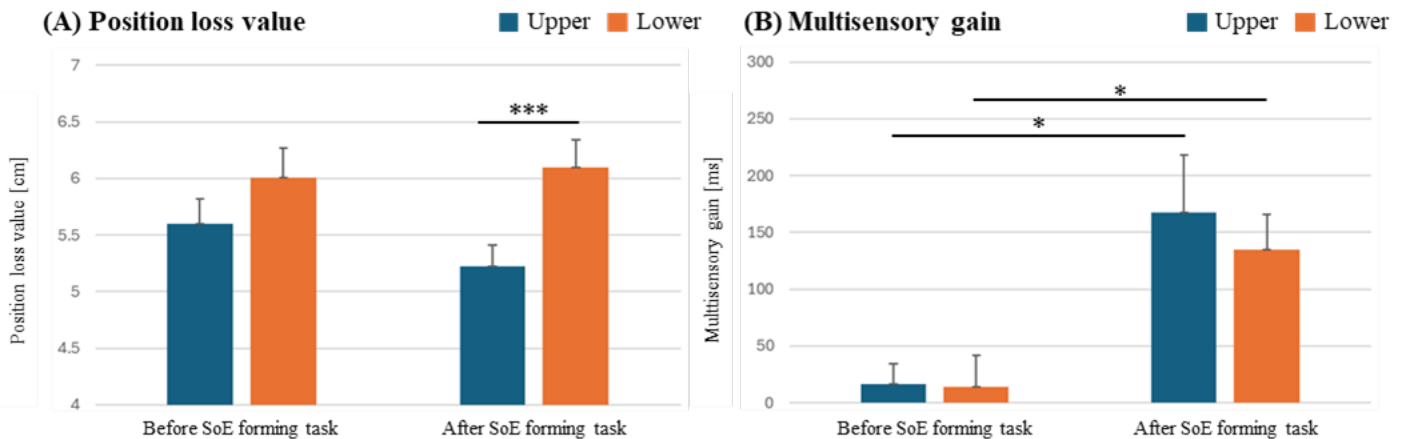 (A) Position loss value
Upper
Lower
7
6.5
6
5.5
5
4.5
4
Position loss value [cm]
***
Before SoE forming task
After SoE forming task
(B) Multisensory gain
Upper
Lower
300
250
200
150
100
50
0
Multisensory gain [ms]
*
*
Before SoE forming task
After SoE forming task